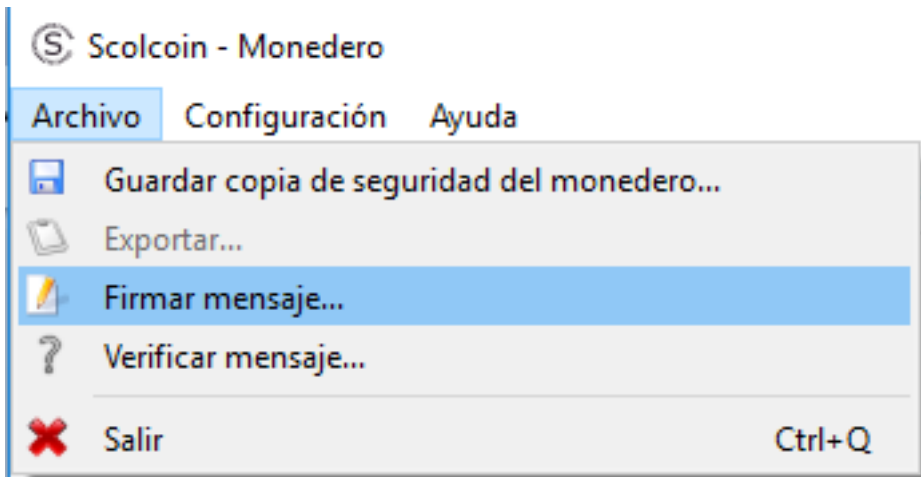 Scolcoin - Monedero
Archivo Configuración Ayuda
Guardar copia de seguridad del monedero...
Exportar...
Firmar mensaje...
Verificar mensaje...
Salir Ctrl+Q